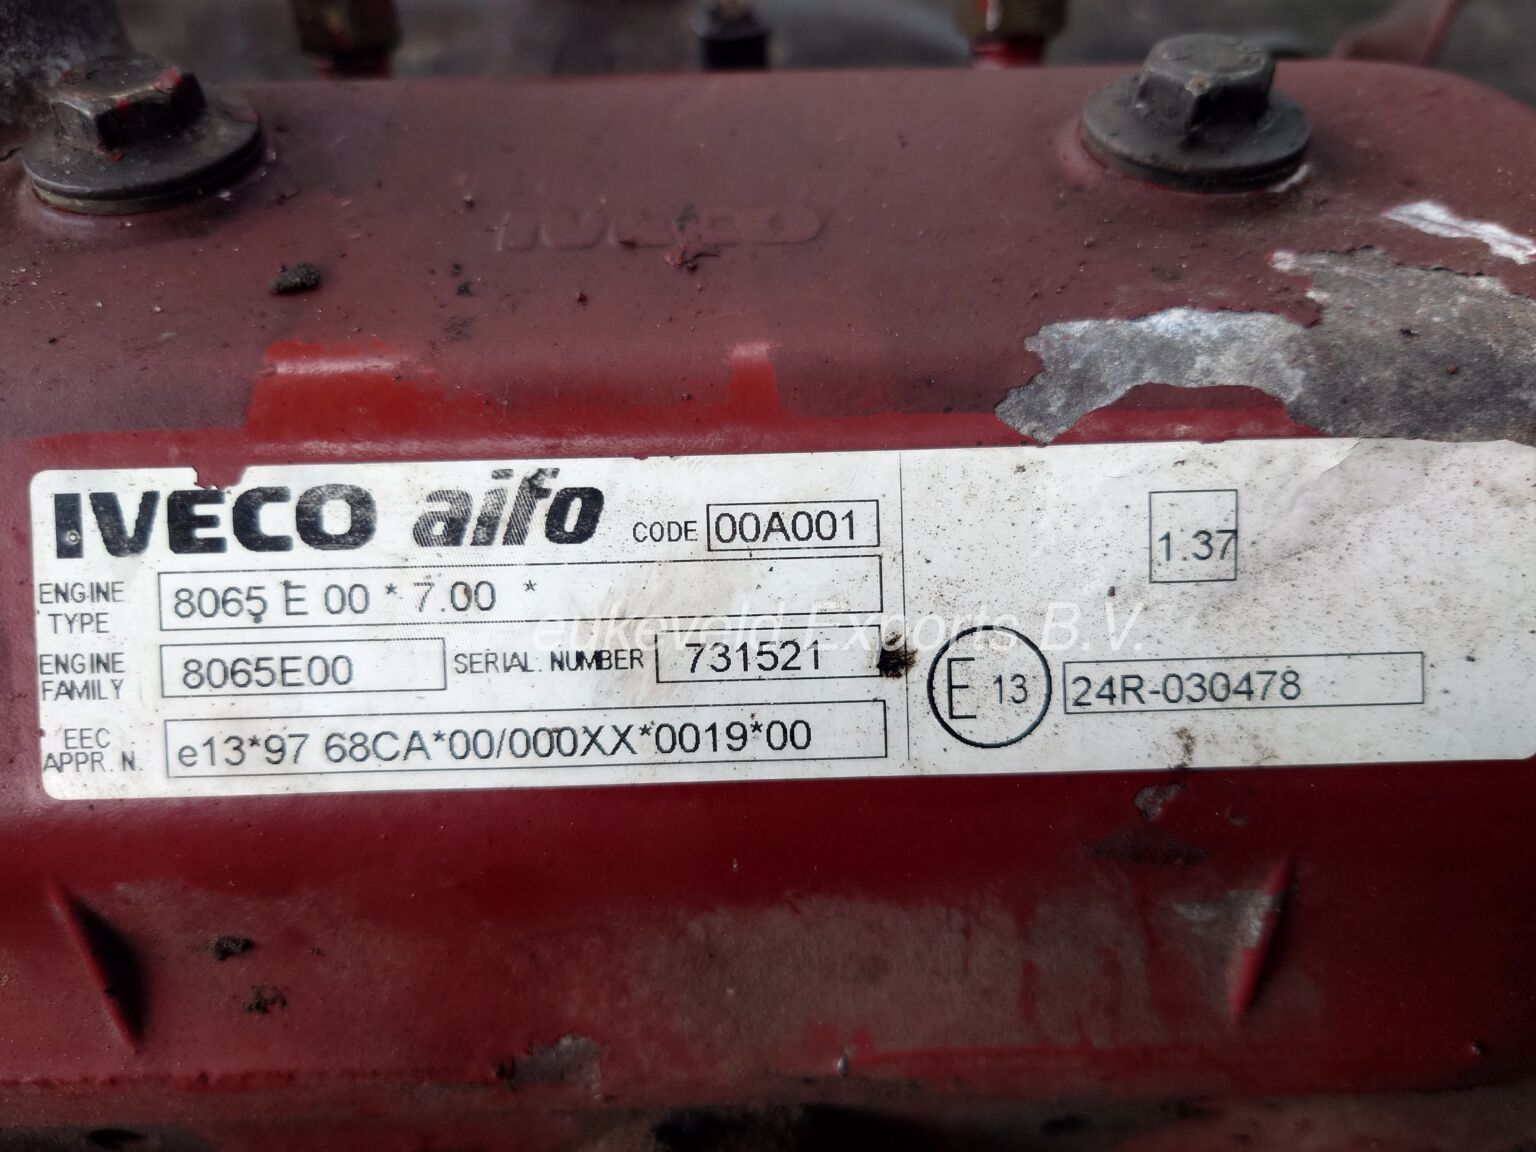 IVECO
IVECO aifo CODE 00A001
ENGINE TYPE 8065 E 00 * 7.00 *
ENGINE FAMILY 8065E00 SERIAL NUMBER 731521
EEC APPR. N. e13*97 68CA*00/000XX*0019*00
1.37
E 13 24R-030478
eukeveld Exports B.V.